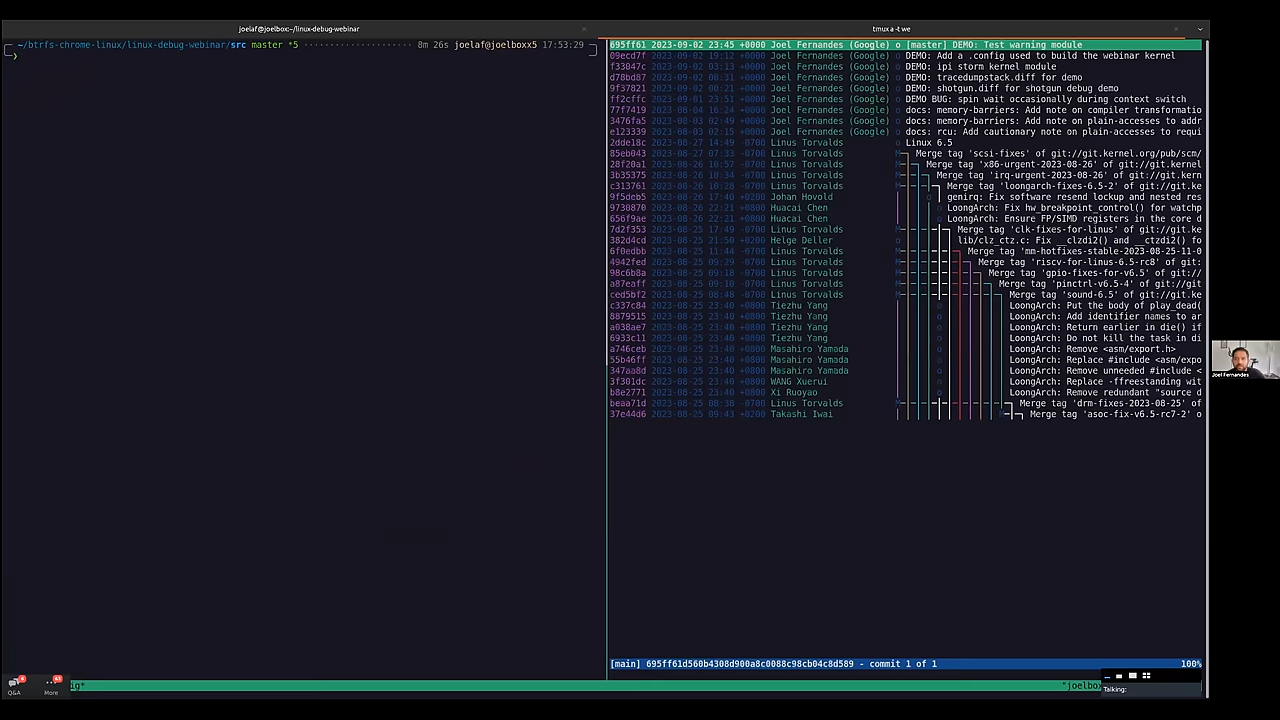 joelaf@joelbox:~/linux-debug-webinar
tmux a -t we
~/btrfs-chrome-linux/linux-debug-webinar/src master *5 8m 26s joelaf@joelboxx5 17:53:29
❯
695ff61 2023-09-02 23:45 +0000 Joel Fernandes (Google) o [master] DEMO: Test warning module
09ecd7f 2023-09-02 19:12 +0000 Joel Fernandes (Google) o DEMO: Add a .config used to build the webinar kernel
f33847c 2023-09-02 03:13 +0000 Joel Fernandes (Google) o DEMO: ipi storm kernel module
d78bd87 2023-09-02 00:31 +0000 Joel Fernandes (Google) o DEMO: tracedumpstack.diff for demo
9f37821 2023-09-02 00:21 +0000 Joel Fernandes (Google) o DEMO: shotgun.diff for shotgun debug demo
ff2cffc 2023-09-01 23:51 +0000 Joel Fernandes (Google) o DEMO BUG: spin wait occasionally during context switch
77f7419 2023-08-04 16:24 +0000 Joel Fernandes (Google) o docs: memory-barriers: Add note on compiler transformatio
3476fa5 2023-08-03 02:49 +0000 Joel Fernandes (Google) o docs: memory-barriers: Add note on plain-accesses to addr
e123339 2023-08-03 02:15 +0000 Joel Fernandes (Google) o docs: rcu: Add cautionary note on plain-accesses to requi
2dde18c 2023-08-27 14:49 -0700 Linus Torvalds o Linux 6.5
85eb043 2023-08-27 07:33 -0700 Linus Torvalds M Merge tag 'scsi-fixes' of git://git.kernel.org/pub/scm/
28f20a1 2023-08-26 10:57 -0700 Linus Torvalds M Merge tag 'x86-urgent-2023-08-26' of git://git.kernel
3b35375 2023-08-26 10:34 -0700 Linus Torvalds M Merge tag 'irq-urgent-2023-08-26' of git://git.kern
c313761 2023-08-26 10:28 -0700 Linus Torvalds M Merge tag 'loongarch-fixes-6.5-2' of git://git.ker
9f5deb5 2023-08-26 17:40 +0200 Johan Hovold o genirq: Fix software resend lockup and nested res
9730870 2023-08-26 22:21 +0800 Huacai Chen o LoongArch: Fix hw_breakpoint_control() for watchp
656f9ae 2023-08-26 22:21 +0800 Huacai Chen o LoongArch: Ensure FP/SIMD registers in the core d
7d2f353 2023-08-25 17:49 -0700 Linus Torvalds M Merge tag 'clk-fixes-for-linus' of git://git.ke
382d4cd 2023-08-25 21:50 +0200 Helge Deller o lib/clz_ctz.c: Fix __clzdi2() and __ctzdi2() fo
6f0edbb 2023-08-25 11:44 -0700 Linus Torvalds M Merge tag 'mm-hotfixes-stable-2023-08-25-11-0
4942fed 2023-08-25 09:29 -0700 Linus Torvalds M Merge tag 'riscv-for-linus-6.5-rc8' of git:
98c6b8a 2023-08-25 09:18 -0700 Linus Torvalds M Merge tag 'gpio-fixes-for-v6.5' of git://
a87eaff 2023-08-25 09:10 -0700 Linus Torvalds M Merge tag 'pinctrl-v6.5-4' of git://git.k
ced5bf2 2023-08-25 08:48 -0700 Linus Torvalds M Merge tag 'sound-6.5' of git://git.ke
c337c84 2023-08-25 23:40 +0800 Tiezhu Yang o LoongArch: Put the body of play_dead(
8879515 2023-08-25 23:40 +0800 Tiezhu Yang o LoongArch: Add identifier names to ar
a038ae7 2023-08-25 23:40 +0800 Tiezhu Yang o LoongArch: Return earlier in die() if
6933c11 2023-08-25 23:40 +0800 Tiezhu Yang o LoongArch: Do not kill the task in di
a746ceb 2023-08-25 23:40 +0800 Masahiro Yamada o LoongArch: Remove <asm/export.h>
55b46ff 2023-08-25 23:40 +0800 Masahiro Yamada o LoongArch: Replace #include <asm/expo
347aa8d 2023-08-25 23:40 +0800 Masahiro Yamada o LoongArch: Remove unneeded #include <
3f301dc 2023-08-25 23:40 +0800 WANG Xuerui o LoongArch: Replace -ffreestanding wit
b8e2771 2023-08-25 23:40 +0800 Xi Ruoyao o LoongArch: Remove redundant "source d
beaa71d 2023-08-25 08:38 -0700 Linus Torvalds M Merge tag 'drm-fixes-2023-08-25' of
37e44d6 2023-08-25 09:43 +0200 Takashi Iwai M Merge tag 'asoc-fix-v6.5-rc7-2' o
[main] 695ff61d560b4308d900a8c0088c98cb04c8d589 - commit 1 of 1 100%
ig* "joelbo
Q&A
More
Talking:
Joel Fernandes